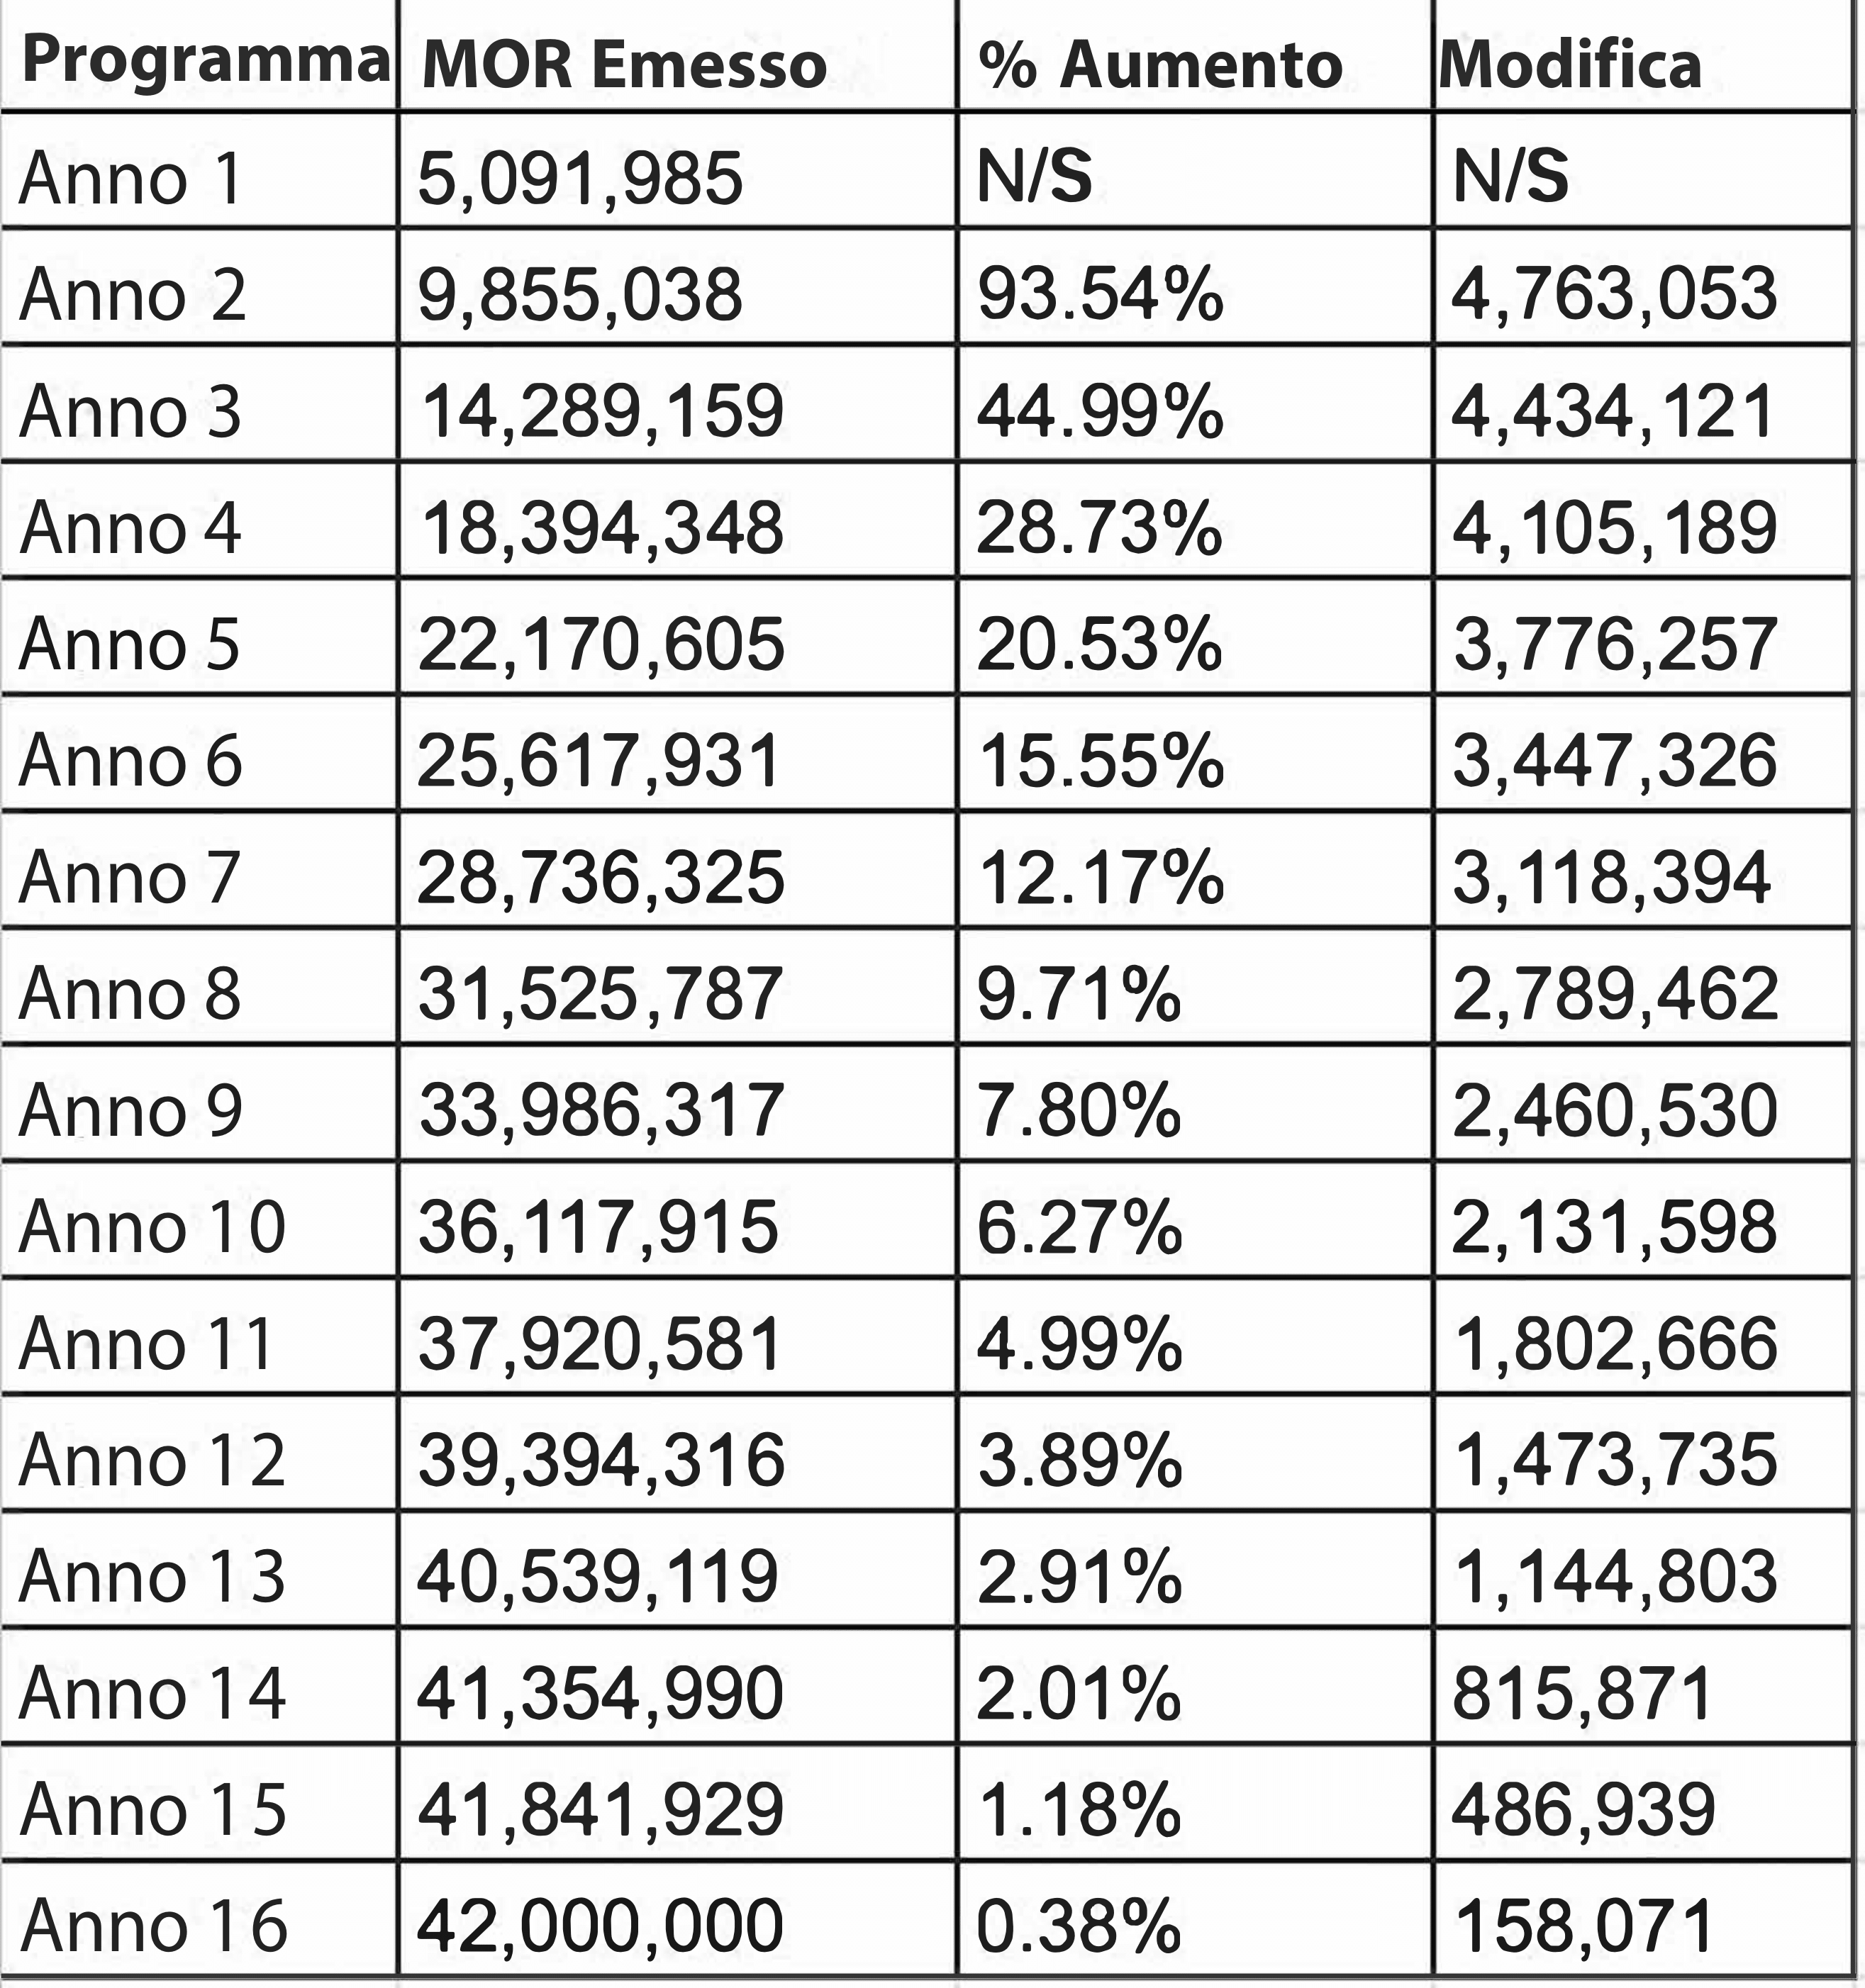 Programma MOR Emesso % Aumento Modifica
Anno 1 5,091,985 N/S N/S
Anno 2 9,855,038 93.54% 4,763,053
Anno 3 14,289,159 44.99% 4,434,121
Anno 4 18,394,348 28.73% 4,105,189
Anno 5 22,170,605 20.53% 3,776,257
Anno 6 25,617,931 15.55% 3,447,326
Anno 7 28,736,325 12.17% 3,118,394
Anno 8 31,525,787 9.71% 2,789,462
Anno 9 33,986,317 7.80% 2,460,530
Anno 10 36,117,915 6.27% 2,131,598
Anno 11 37,920,581 4.99% 1,802,666
Anno 12 39,394,316 3.89% 1,473,735
Anno 13 40,539,119 2.91% 1,144,803
Anno 14 41,354,990 2.01% 815,871
Anno 15 41,841,929 1.18% 486,939
Anno 16 42,000,000 0.38% 158,071